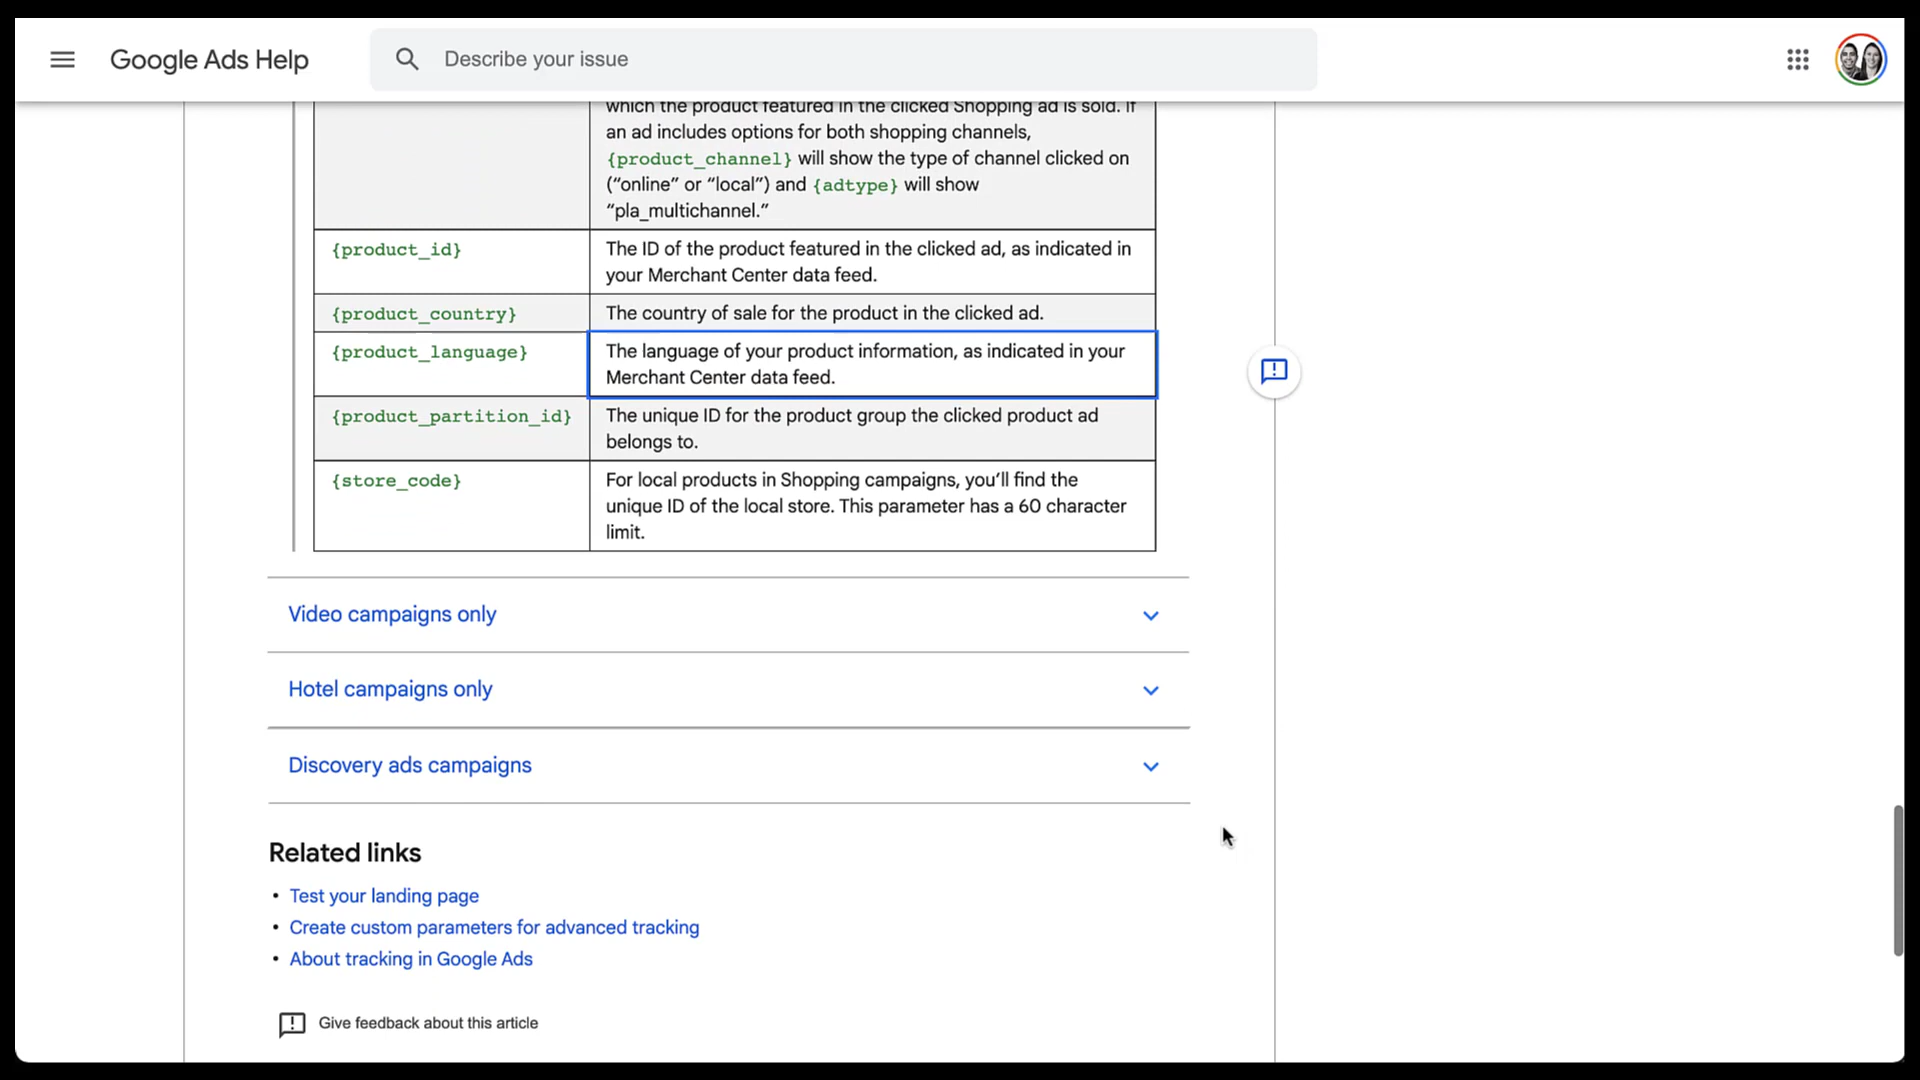 Google Ads Help
Describe your issue
which the product featured in the clicked Shopping ad is sold. If
an ad includes options for both shopping channels,
{product_channel} will show the type of channel clicked on
(“online” or “local”) and {adtype} will show
“pla_multichannel.”
{product_id}
The ID of the product featured in the clicked ad, as indicated in
your Merchant Center data feed.
{product_country}
The country of sale for the product in the clicked ad.
{product_language}
The language of your product information, as indicated in your
Merchant Center data feed.
{product_partition_id}
The unique ID for the product group the clicked product ad
belongs to.
{store_code}
For local products in Shopping campaigns, you’ll find the
unique ID of the local store. This parameter has a 60 character
limit.
Video campaigns only
Hotel campaigns only
Discovery ads campaigns
Related links
• Test your landing page
• Create custom parameters for advanced tracking
• About tracking in Google Ads
Give feedback about this article